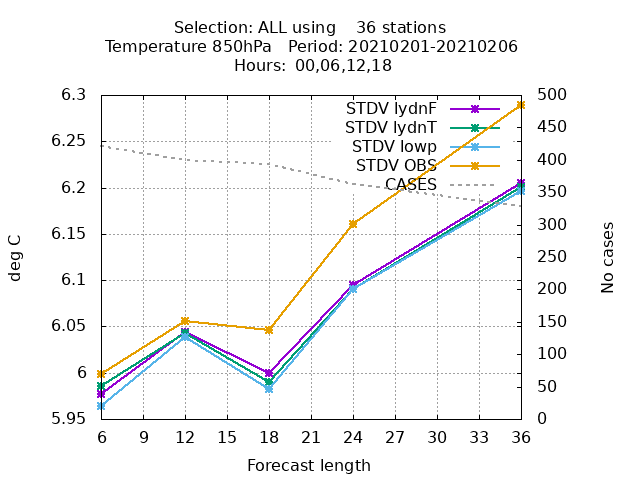 Selection: ALL using    36 stations
Temperature 850hPa   Period: 20210201-20210206
Hours:  00,06,12,18
6.3
6.25
6.2
6.15
6.1
6.05
6
5.95
deg C
STDV lydnF
STDV lydnT
STDV lowp
STDV OBS
CASES
500
450
400
350
300
250
200
150
100
50
0
No cases
6 9 12 15 18 21 24 27 30 33 36
Forecast length